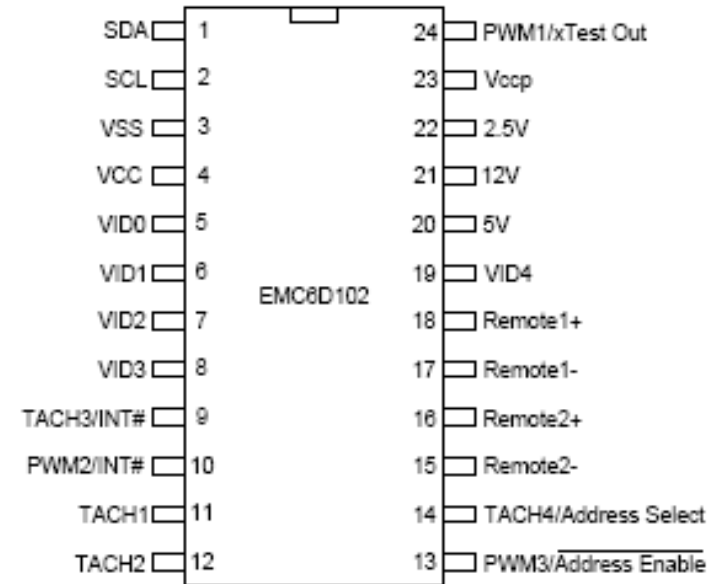 SDA 1 24 PWM1/xTest Out
SCL 2 23 Vccp
VSS 3 22 2.5V
VCC 4 21 12V
VID0 5 20 5V
VID1 6 19 VID4
EMC6D102
VID2 7 18 Remote1+
VID3 8 17 Remote1-
TACH3/INT# 9 16 Remote2+
PWM2/INT# 10 15 Remote2-
TACH1 11 14 TACH4/Address Select
TACH2 12 13 PWM3/Address Enable